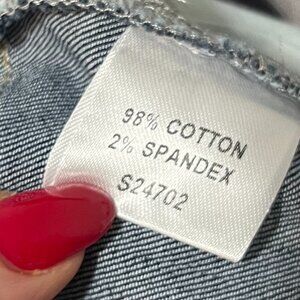 98% COTTON
2% SPANDEX
S24702